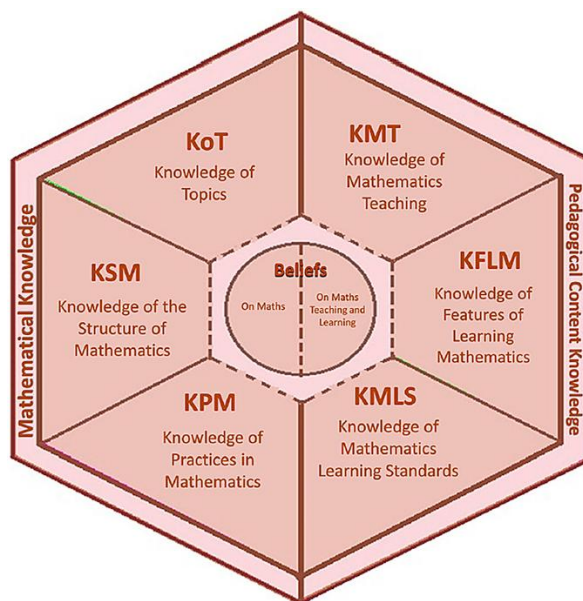 KoT
Knowledge of
Topics
KMT
Knowledge of
Mathematics
Teaching
Mathematical Knowledge
KSM
Knowledge of the
Structure of
Mathematics
Beliefs
On Maths
On Maths
Teaching and
Learning
KFLM
Knowledge of
Features of
Learning
Mathematics
Pedagogical Content Knowledge
KPM
Knowledge of
Practices in
Mathematics
KMLS
Knowledge of
Mathematics
Learning Standards